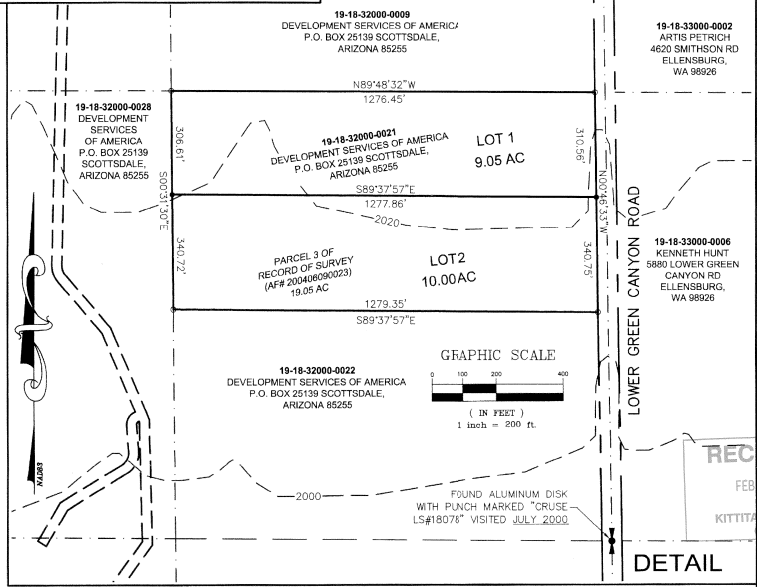 19-18-32000-0009
DEVELOPMENT SERVICES OF AMERICA
P.O. BOX 25139 SCOTTSDALE,
ARIZONA 85255
19-18-33000-0002
ARTIS PETRICH
4620 SMITHSON RD
ELLENSBURG,
WA 98926
N89°48'32"W
1276.45'
19-18-32000-0028
DEVELOPMENT
SERVICES
OF AMERICA
P.O. BOX 25139
SCOTTSDALE,
ARIZONA 85255
306.61'
19-18-32000-0021
DEVELOPMENT SERVICES OF AMERICA
P.O. BOX 25139 SCOTTSDALE,
ARIZONA 85255
LOT 1
9.05 AC
310.56'
S00°31'30"E
S89°37'57"E
1277.86'
2020
N00°46'33"W
LOWER GREEN CANYON ROAD
340.72'
PARCEL 3 OF
RECORD OF SURVEY
(AF# 200406090023)
19.05 AC
LOT2
10.00AC
340.75'
19-18-33000-0006
KENNETH HUNT
5880 LOWER GREEN
CANYON RD
ELLENSBURG,
WA 98926
1279.35'
S89°37'57"E
19-18-32000-0022
DEVELOPMENT SERVICES OF AMERICA
P.O. BOX 25139 SCOTTSDALE,
ARIZONA 85255
GRAPHIC SCALE
0 100 200 400
( IN FEET )
1 inch = 200 ft.
NAD83
2000
FOUND ALUMINUM DISK
WITH PUNCH MARKED "CRUSE
LS#18078" VISITED JULY 2000
REC
FEB
KITTITA
DETAIL